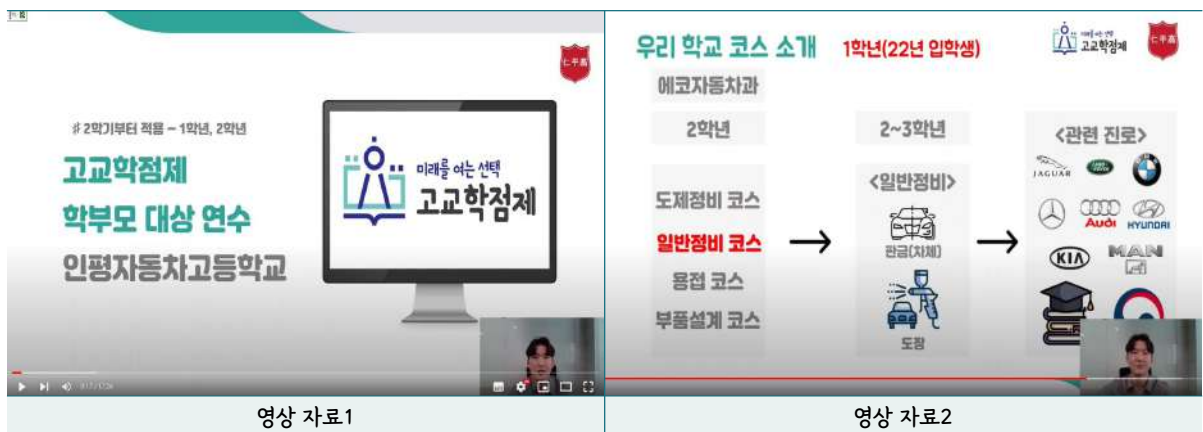 仁平高
# 2학기부터 적용 – 1학년, 2학년
고교학점제
학부모 대상 연수
인평자동차고등학교
미래를 여는 선택
고교학점제
영상 자료1
우리 학교 코스 소개
1학년(22년 입학생)
미래를 여는 선택
고교학점제
仁平高
에코자동차과
2학년
2~3학년
<관련 진로>
도제정비 코스
일반정비 코스
용접 코스
부품설계 코스
<일반정비>
판금(차체)
도장
JAGUAR
Audi
HYUNDAI
KIA
MAN
영상 자료2